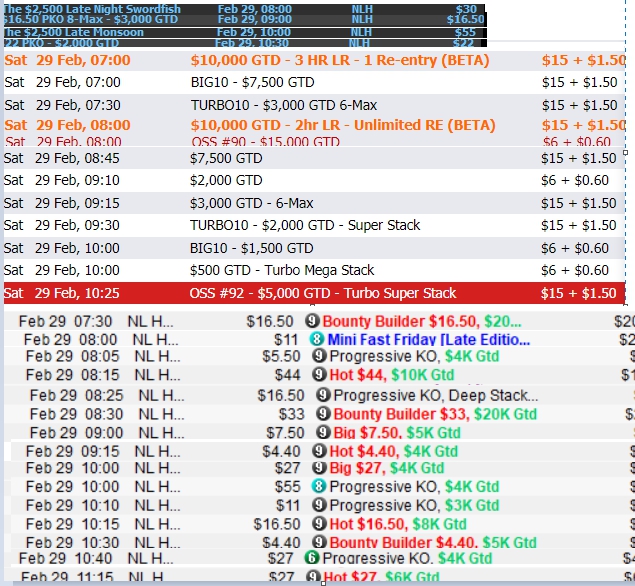 The $2,500 Late Night Swordfish Feb 29, 08:00 NLH $30
$16.50 PKO 8-Max - $3,000 GTD Feb 29, 09:00 NLH $16.50
The $2,500 Late Monsoon Feb 29, 10:00 NLH $55
$22 PKO - $2,000 GTD Feb 29, 10:30 NLH $22
Sat 29 Feb, 07:00 $10,000 GTD - 3 HR LR - 1 Re-entry (BETA) $15 + $1.50
Sat 29 Feb, 07:00 BIG10 - $7,500 GTD $15 + $1.50
Sat 29 Feb, 07:30 TURBO10 - $3,000 GTD 6-Max $15 + $1.50
Sat 29 Feb, 08:00 $10,000 GTD - 2hr LR - Unlimited RE (BETA) $15 + $1.50
Sat 29 Feb, 08:00 OSS #90 - $15,000 GTD $6 + $0.60
Sat 29 Feb, 08:45 $7,500 GTD $15 + $1.50
Sat 29 Feb, 09:10 $2,000 GTD $6 + $0.60
Sat 29 Feb, 09:15 $3,000 GTD - 6-Max $15 + $1.50
Sat 29 Feb, 09:30 TURBO10 - $2,000 GTD - Super Stack $15 + $1.50
Sat 29 Feb, 10:00 BIG10 - $1,500 GTD $6 + $0.60
Sat 29 Feb, 10:00 $500 GTD - Turbo Mega Stack $6 + $0.60
Sat 29 Feb, 10:25 OSS #92 - $5,000 GTD - Turbo Super Stack $15 + $1.50
Feb 29 07:30 NL H... $16.50 9 Bounty Builder $16.50, $20... $20
Feb 29 08:00 NL H... $11 8 Mini Fast Friday [Late Editio... $2
Feb 29 08:05 NL H... $5.50 9 Progressive KO, $4K Gtd $
Feb 29 08:15 NL H... $44 9 Hot $44, $10K Gtd $1
Feb 29 08:25 NL H... $16.50 9 Progressive KO, Deep Stack...
Feb 29 08:30 NL H... $33 9 Bounty Builder $33, $20K Gtd $
Feb 29 09:00 NL H... $7.50 9 Big $7.50, $5K Gtd
Feb 29 09:15 NL H... $4.40 9 Hot $4.40, $4K Gtd $
Feb 29 10:00 NL H... $27 9 Big $27, $4K Gtd $
Feb 29 10:00 NL H... $55 8 Progressive KO, $4K Gtd $
Feb 29 10:10 NL H... $11 9 Progressive KO, $3K Gtd $
Feb 29 10:15 NL H... $16.50 9 Hot $16.50, $8K Gtd $
Feb 29 10:30 NL H... $4.40 9 Bounty Builder $4.40, $5K Gtd $
Feb 29 10:40 NL H... $27 6 Progressive KO, $4K Gtd $
Feb 29 11:15 NL H... $27 9 Hot $27, $6K Gtd $